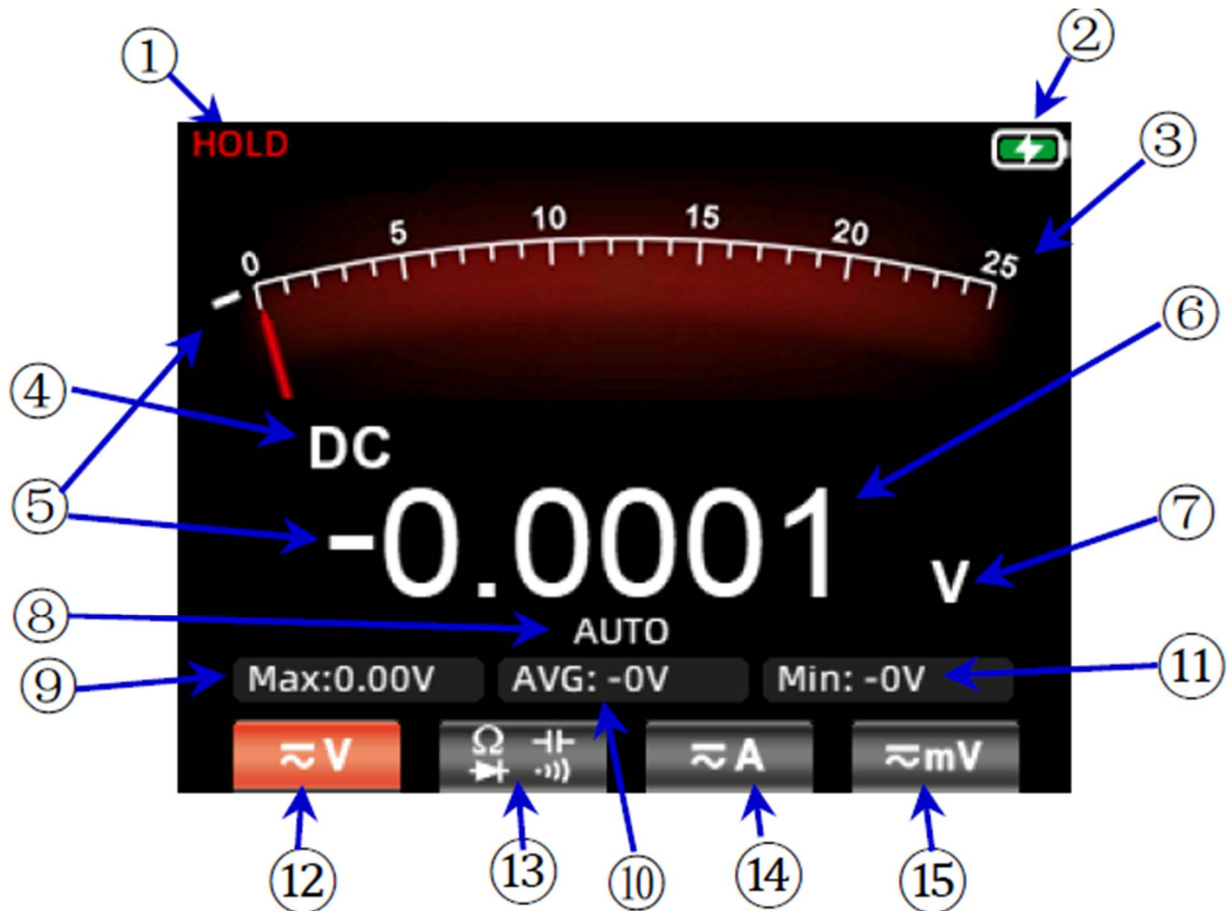 ① ②
HOLD
③
0 5 10 15 20 25
⑥
④
DC
⑤
-0.0001
⑦
V
⑧
AUTO
⑨ Max:0.00V AVG: -0V Min: -0V ⑪
≂V Ω ≂A ≂mV
⑫ ⑬ ⑩ ⑭ ⑮